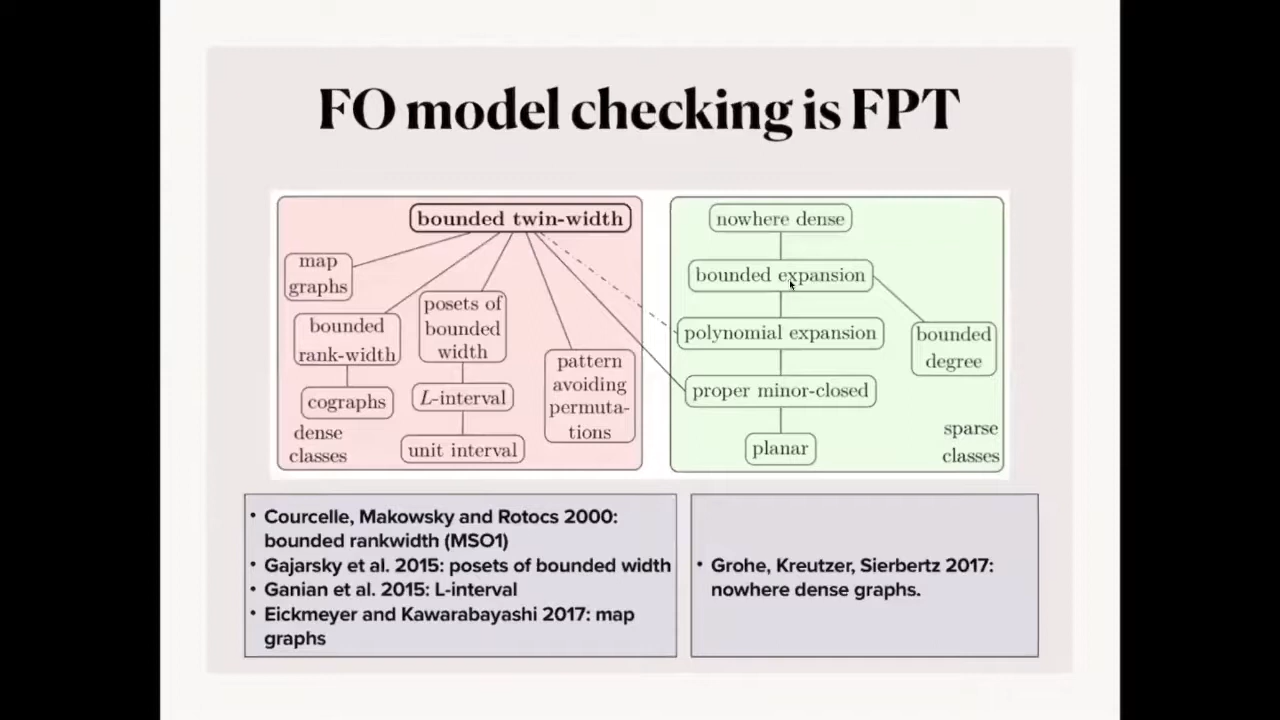 FO model checking is FPT
bounded twin-width
map
graphs
bounded
rank-width
cographs
dense
classes
posets of
bounded
width
L-interval
unit interval
pattern
avoiding
permuta-
tions
nowhere dense
bounded expansion
polynomial expansion
proper minor-closed
planar
bounded
degree
sparse
classes
• Courcelle, Makowsky and Rotocs 2000:
bounded rankwidth (MSO1)
• Gajarsky et al. 2015: posets of bounded width
• Ganian et al. 2015: L-interval
• Eickmeyer and Kawarabayashi 2017: map
graphs
• Grohe, Kreutzer, Sierbertz 2017:
nowhere dense graphs.